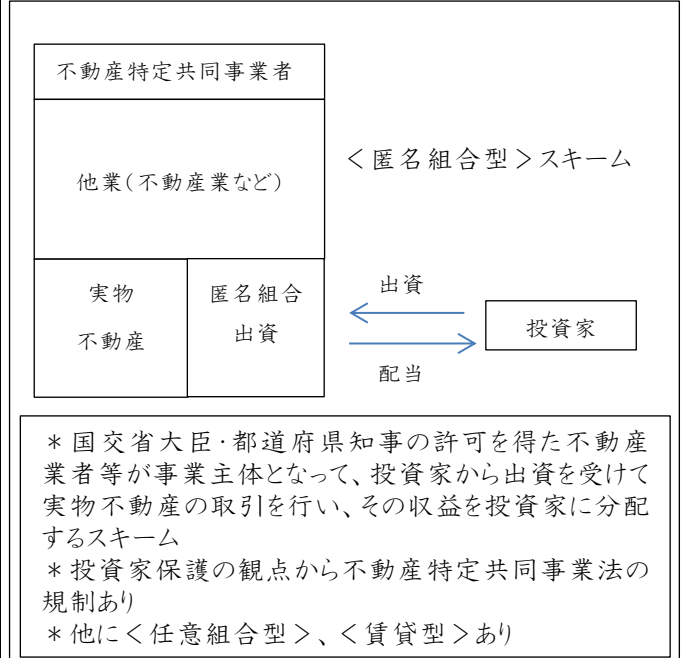 不動産特定共同事業者
<匿名組合型>スキーム
他業(不動産業など)
実物
不動産
匿名組合
出資
出資
配当
投資家
*国交省大臣･都道府県知事の許可を得た不動産
業者等が事業主体となって、投資家から出資を受けて
実物不動産の取引を行い、その収益を投資家に分配
するスキーム
*投資家保護の観点から不動産特定共同事業法の
規制あり
*他に<任意組合型>、<賃貸型>あり